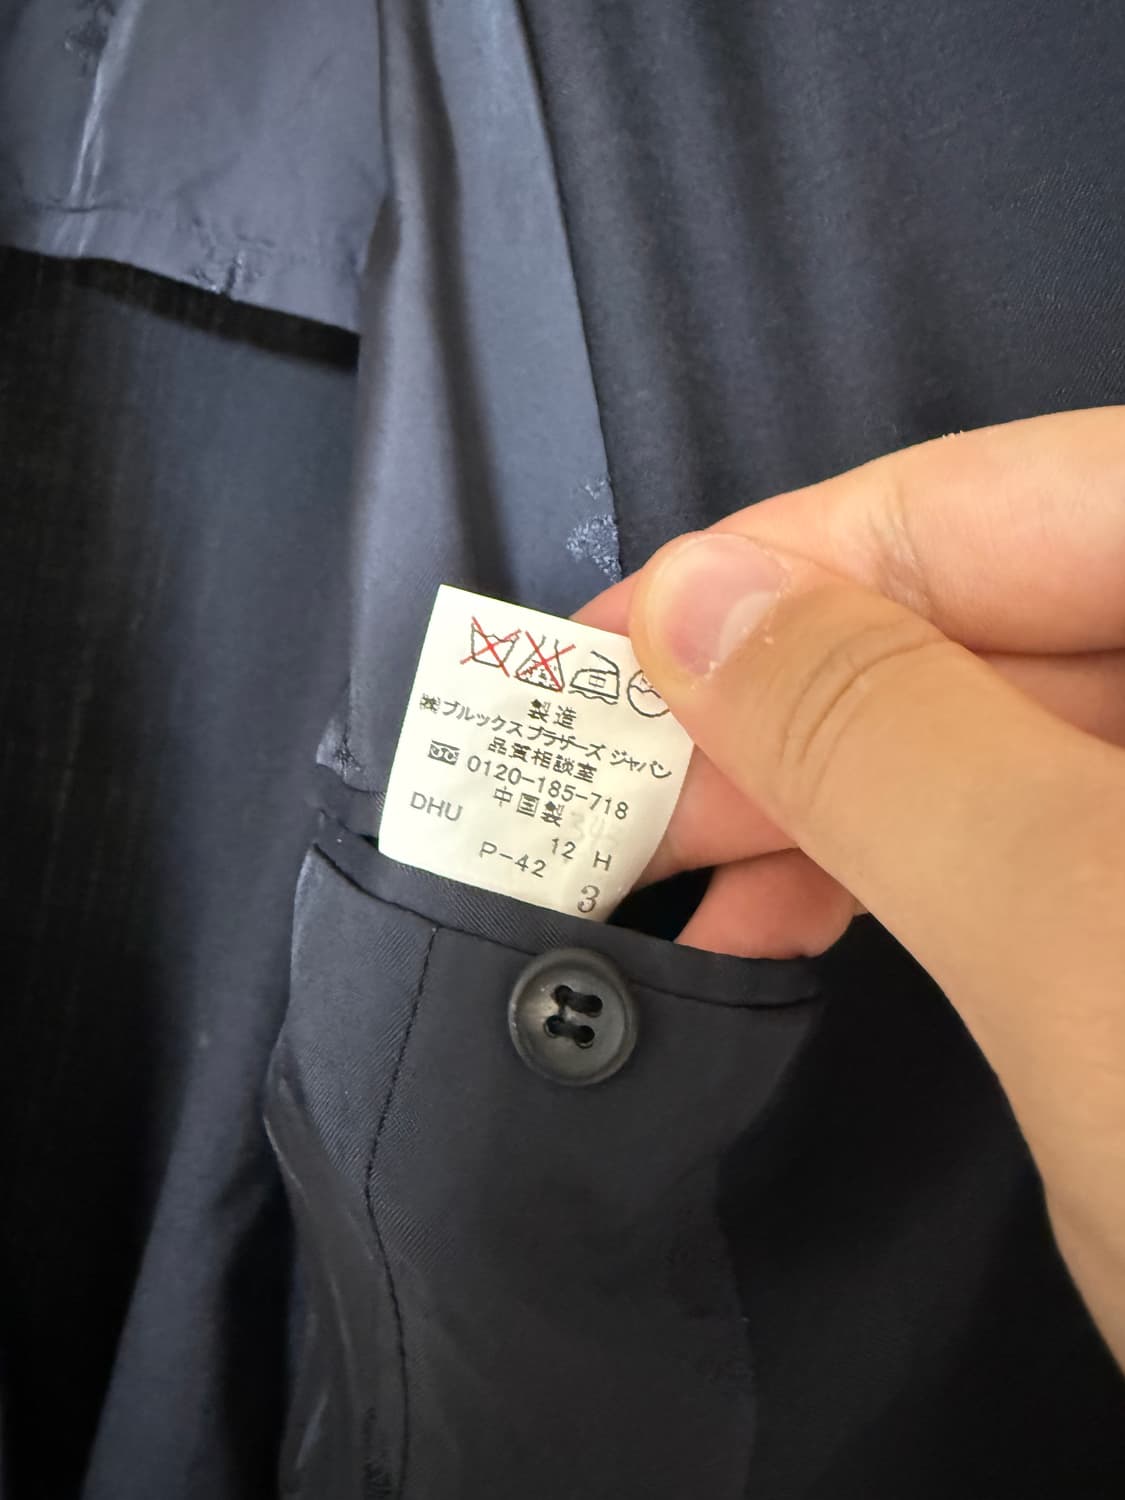 製造
㈱ブルックスブラザーズ ジャパン
品質相談室
0120-185-718
中国製
DHU
12 H
P-42
3